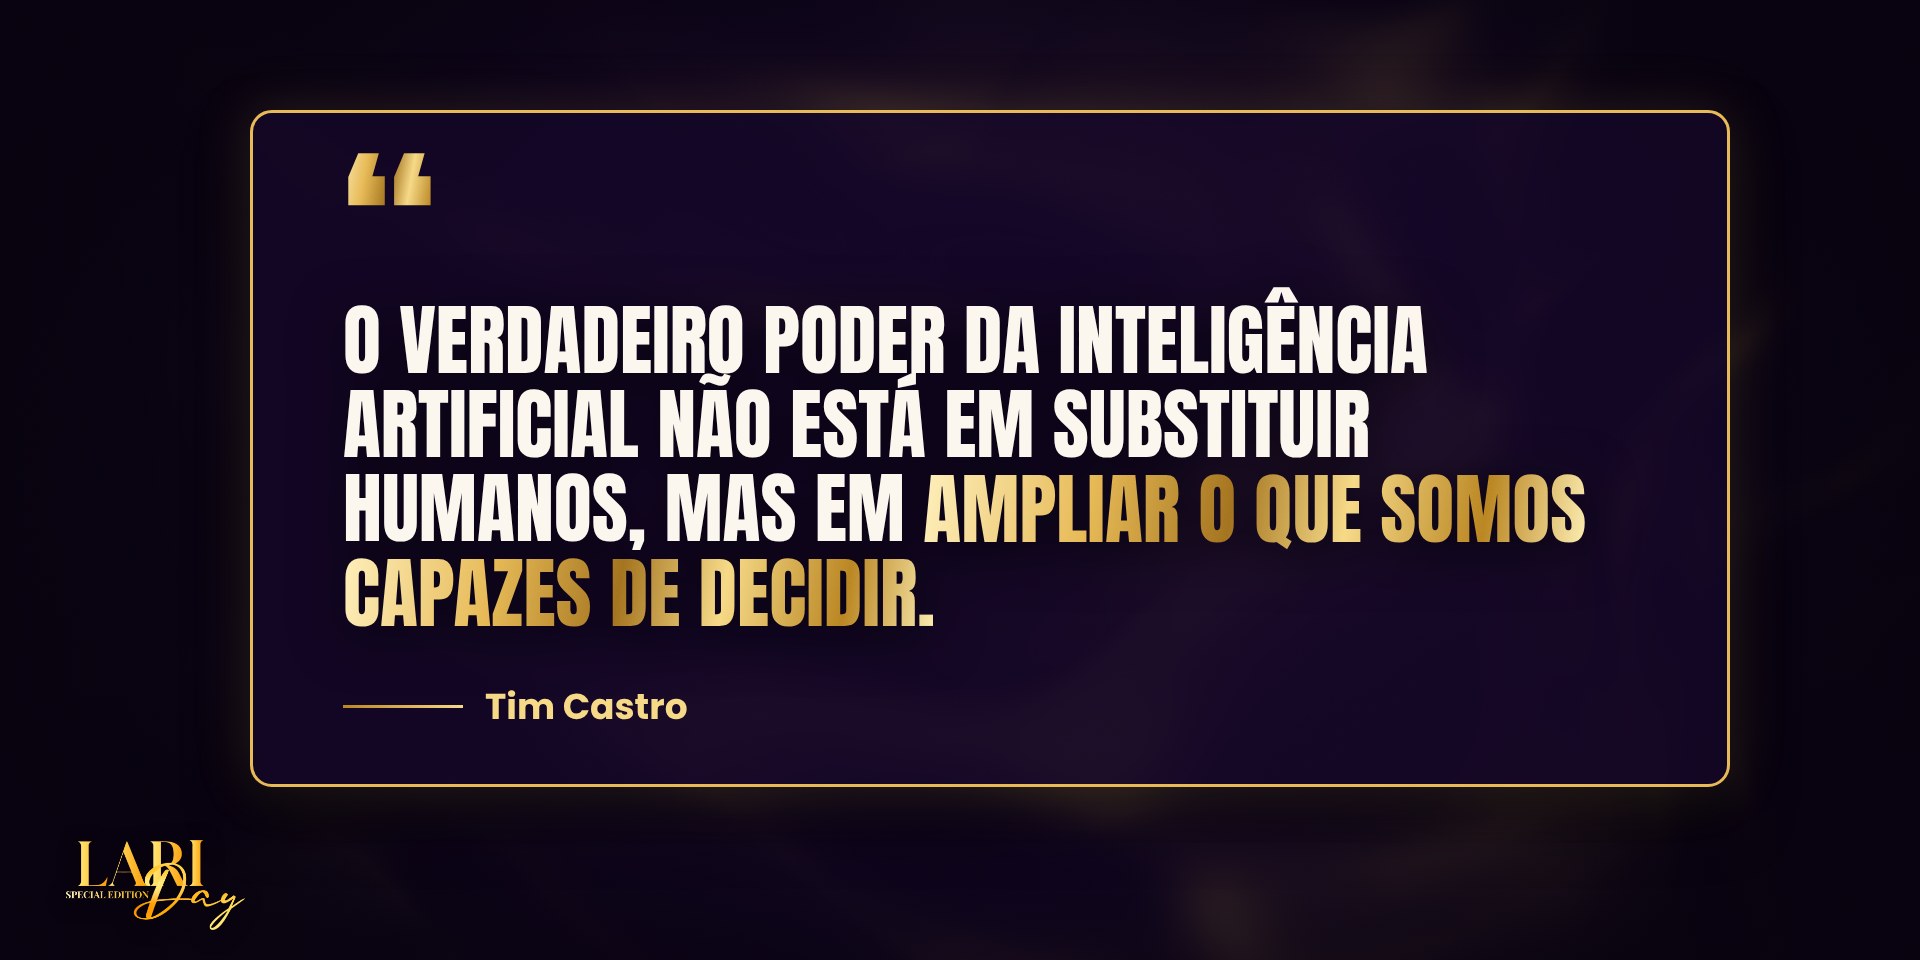 “
O VERDADEIRO PODER DA INTELIGÊNCIA
ARTIFICIAL NÃO ESTÁ EM SUBSTITUIR
HUMANOS, MAS EM AMPLIAR O QUE SOMOS
CAPAZES DE DECIDIR.
Tim Castro
LABI
SPECIAL EDITION Day